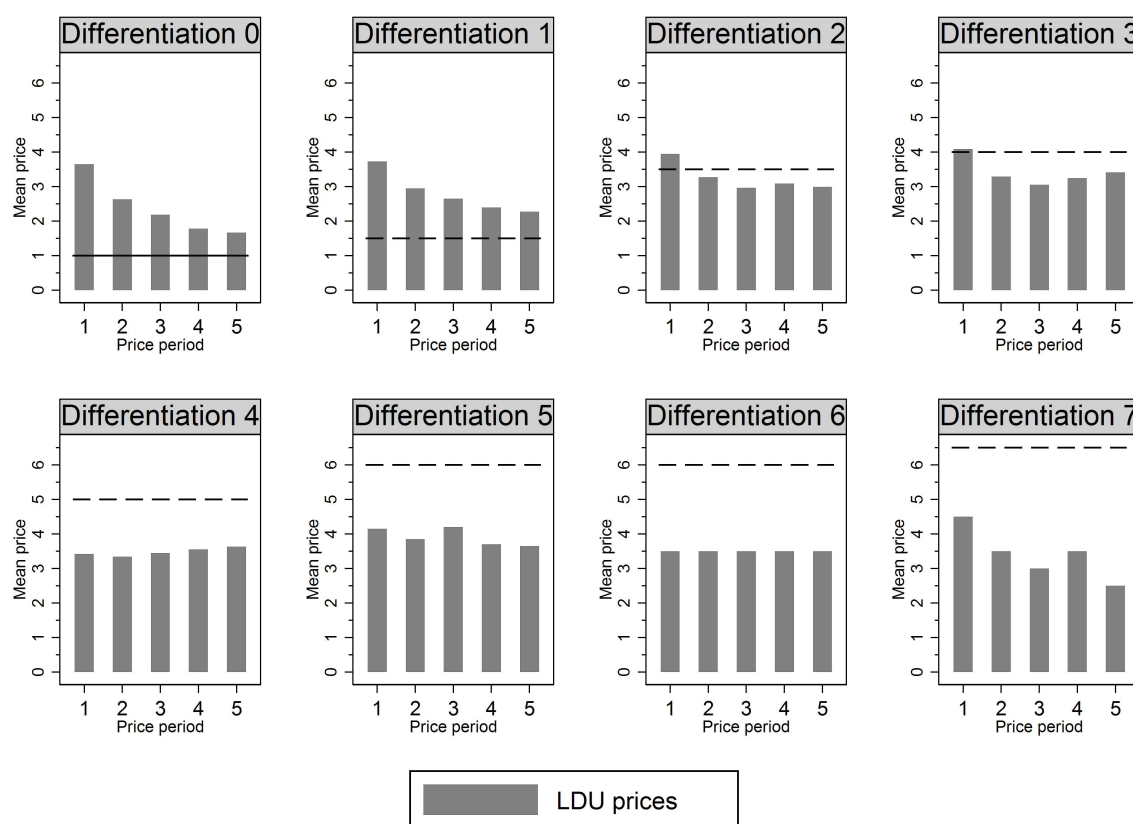 Differentiation 0
Mean price
0 1 2 3 4 5 6
1 2 3 4 5
Price period
Differentiation 1
Mean price
0 1 2 3 4 5 6
1 2 3 4 5
Price period
Differentiation 2
Mean price
0 1 2 3 4 5 6
1 2 3 4 5
Price period
Differentiation 3
Mean price
0 1 2 3 4 5 6
1 2 3 4 5
Price period
Differentiation 4
Mean price
0 1 2 3 4 5 6
1 2 3 4 5
Price period
Differentiation 5
Mean price
0 1 2 3 4 5 6
1 2 3 4 5
Price period
Differentiation 6
Mean price
0 1 2 3 4 5 6
1 2 3 4 5
Price period
Differentiation 7
Mean price
0 1 2 3 4 5 6
1 2 3 4 5
Price period
LDU prices